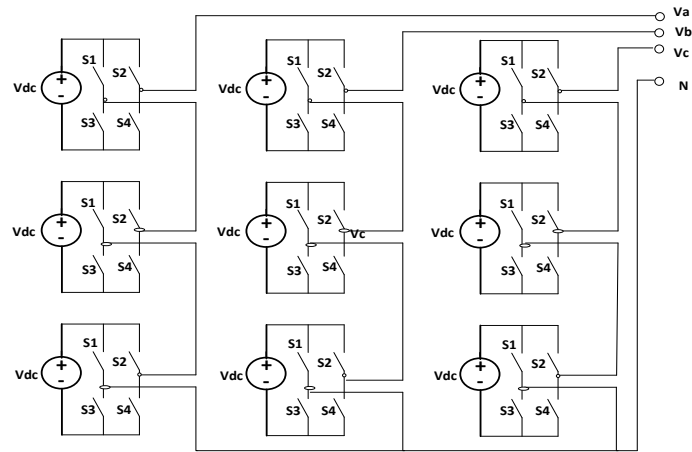 Va
Vb
Vc
N
S1 S2 S1 S2 S1 S2
Vdc + - Vdc + - Vdc + -
S3 S4 S3 S4 S3 S4
S1 S2 S1 S2 S1 S2
Vdc + - Vdc + - Vc Vdc + -
S3 S4 S3 S4 S3 S4
S1 S2 S1 S2 S1 S2
Vdc + - Vdc + - Vdc + -
S3 S4 S3 S4 S3 S4